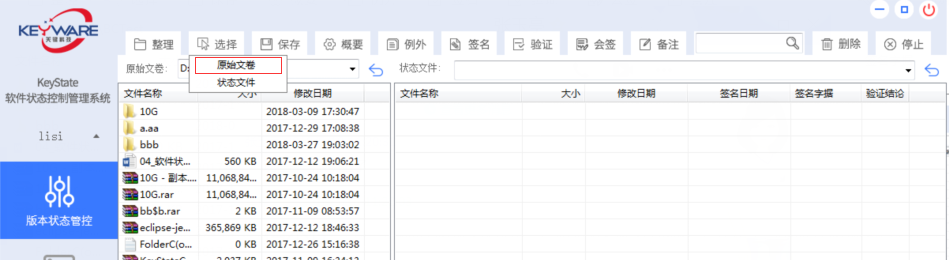 KEYWARE
天键科技
KeyState
软件状态控制管理系统
lisi
版本状态管控
整理 选择 保存 概要 例外 签名 验证 会签 备注 删除 停止
原始文卷: D: 状态文件:
原始文卷
状态文件
文件名称 大小 修改日期 文件名称 大小 修改日期 签名日期 签名字据 验证结论
10G 2018-03-09 17:30:47
a.aa 2017-12-29 17:08:38
bbb 2018-03-27 19:03:02
04_软件状... 560 KB 2017-12-12 19:06:21
10G - 副本... 11,068,84... 2017-10-24 10:18:04
10G.rar 11,068,84... 2017-10-24 10:18:04
bb$b.rar 2 KB 2017-11-09 08:53:57
eclipse-je... 365,869 KB 2017-12-12 18:46:33
FolderC(o... 0 KB 2017-12-26 15:16:38